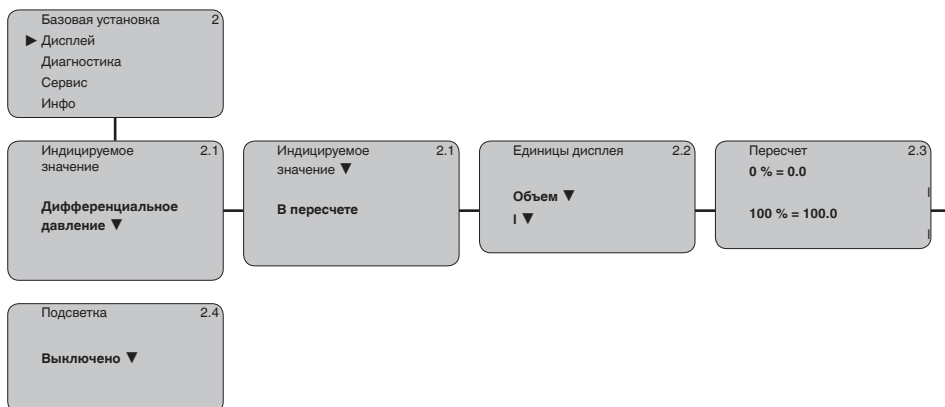 Базовая установка 2
▶ Дисплей
Диагностика
Сервис
Инфо
Индицируемое 2.1
значение
Дифференциальное
давление ▼
Индицируемое 2.1
значение ▼
В пересчете
Единицы дисплея 2.2
Объем ▼
l ▼
Пересчет 2.3
0 % = 0.0
l
100 % = 100.0
l
Подсветка 2.4
Выключено ▼